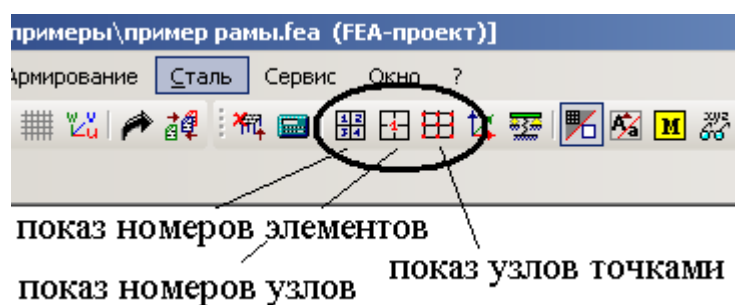 примеры\пример рамы.fea (FEA-проект)]
Армирование Сталь Сервис Окно ?
показ номеров элементов
показ узлов точками
показ номеров узлов